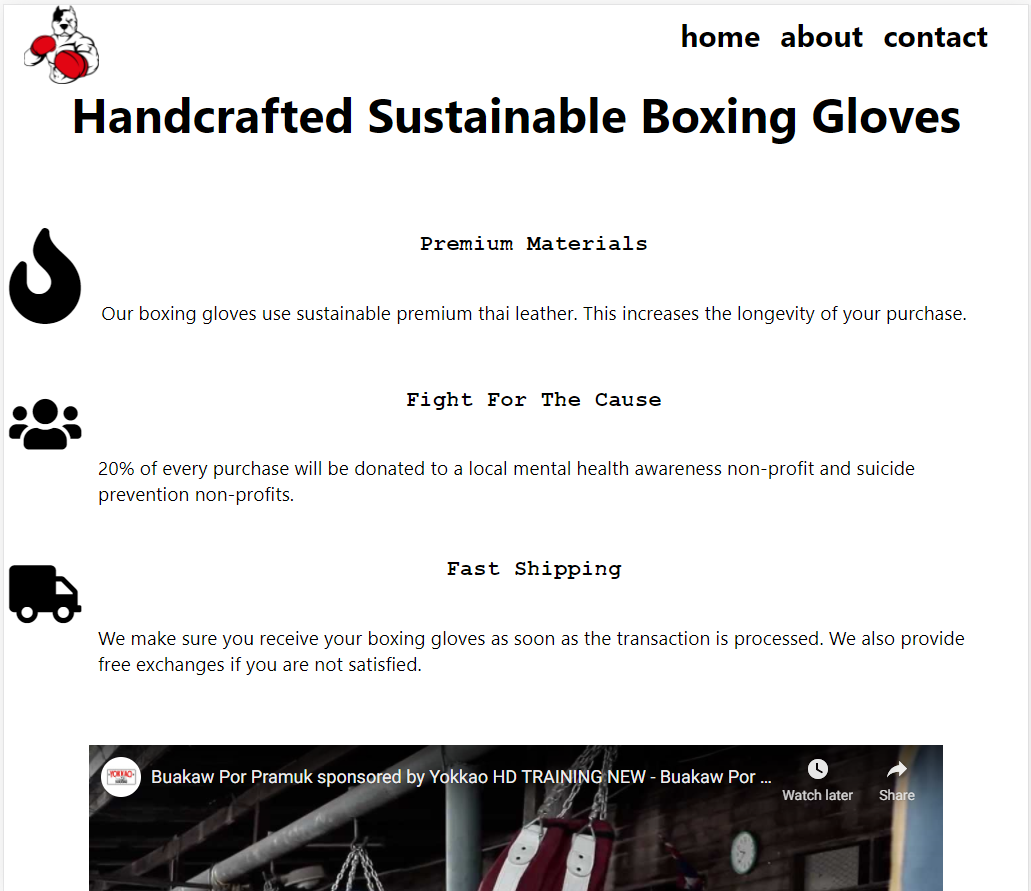 home about contact
Handcrafted Sustainable Boxing Gloves
Premium Materials
Our boxing gloves use sustainable premium thai leather. This increases the longevity of your purchase.
Fight For The Cause
20% of every purchase will be donated to a local mental health awareness non-profit and suicide
prevention non-profits.
Fast Shipping
We make sure you receive your boxing gloves as soon as the transaction is processed. We also provide
free exchanges if you are not satisfied.
YOKKAO
Buakaw Por Pramuk sponsored by Yokkao HD TRAINING NEW - Buakaw Por ...
Watch later
Share